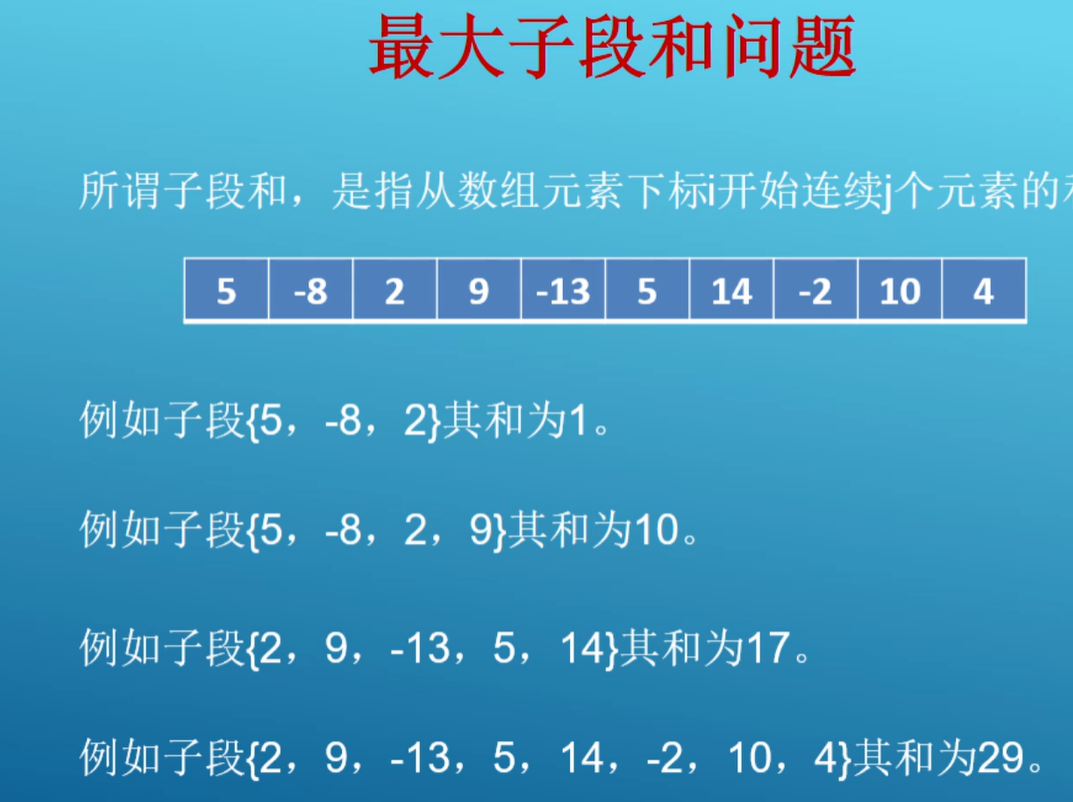 最大子段和问题
所谓子段和，是指从数组元素下标i开始连续j个元素的
5 -8 2 9 -13 5 14 -2 10 4
例如子段{5，-8，2}其和为1。
例如子段{5，-8，2，9}其和为10。
例如子段{2，9，-13，5，14}其和为17。
例如子段{2，9，-13，5，14，-2，10，4}其和为29。